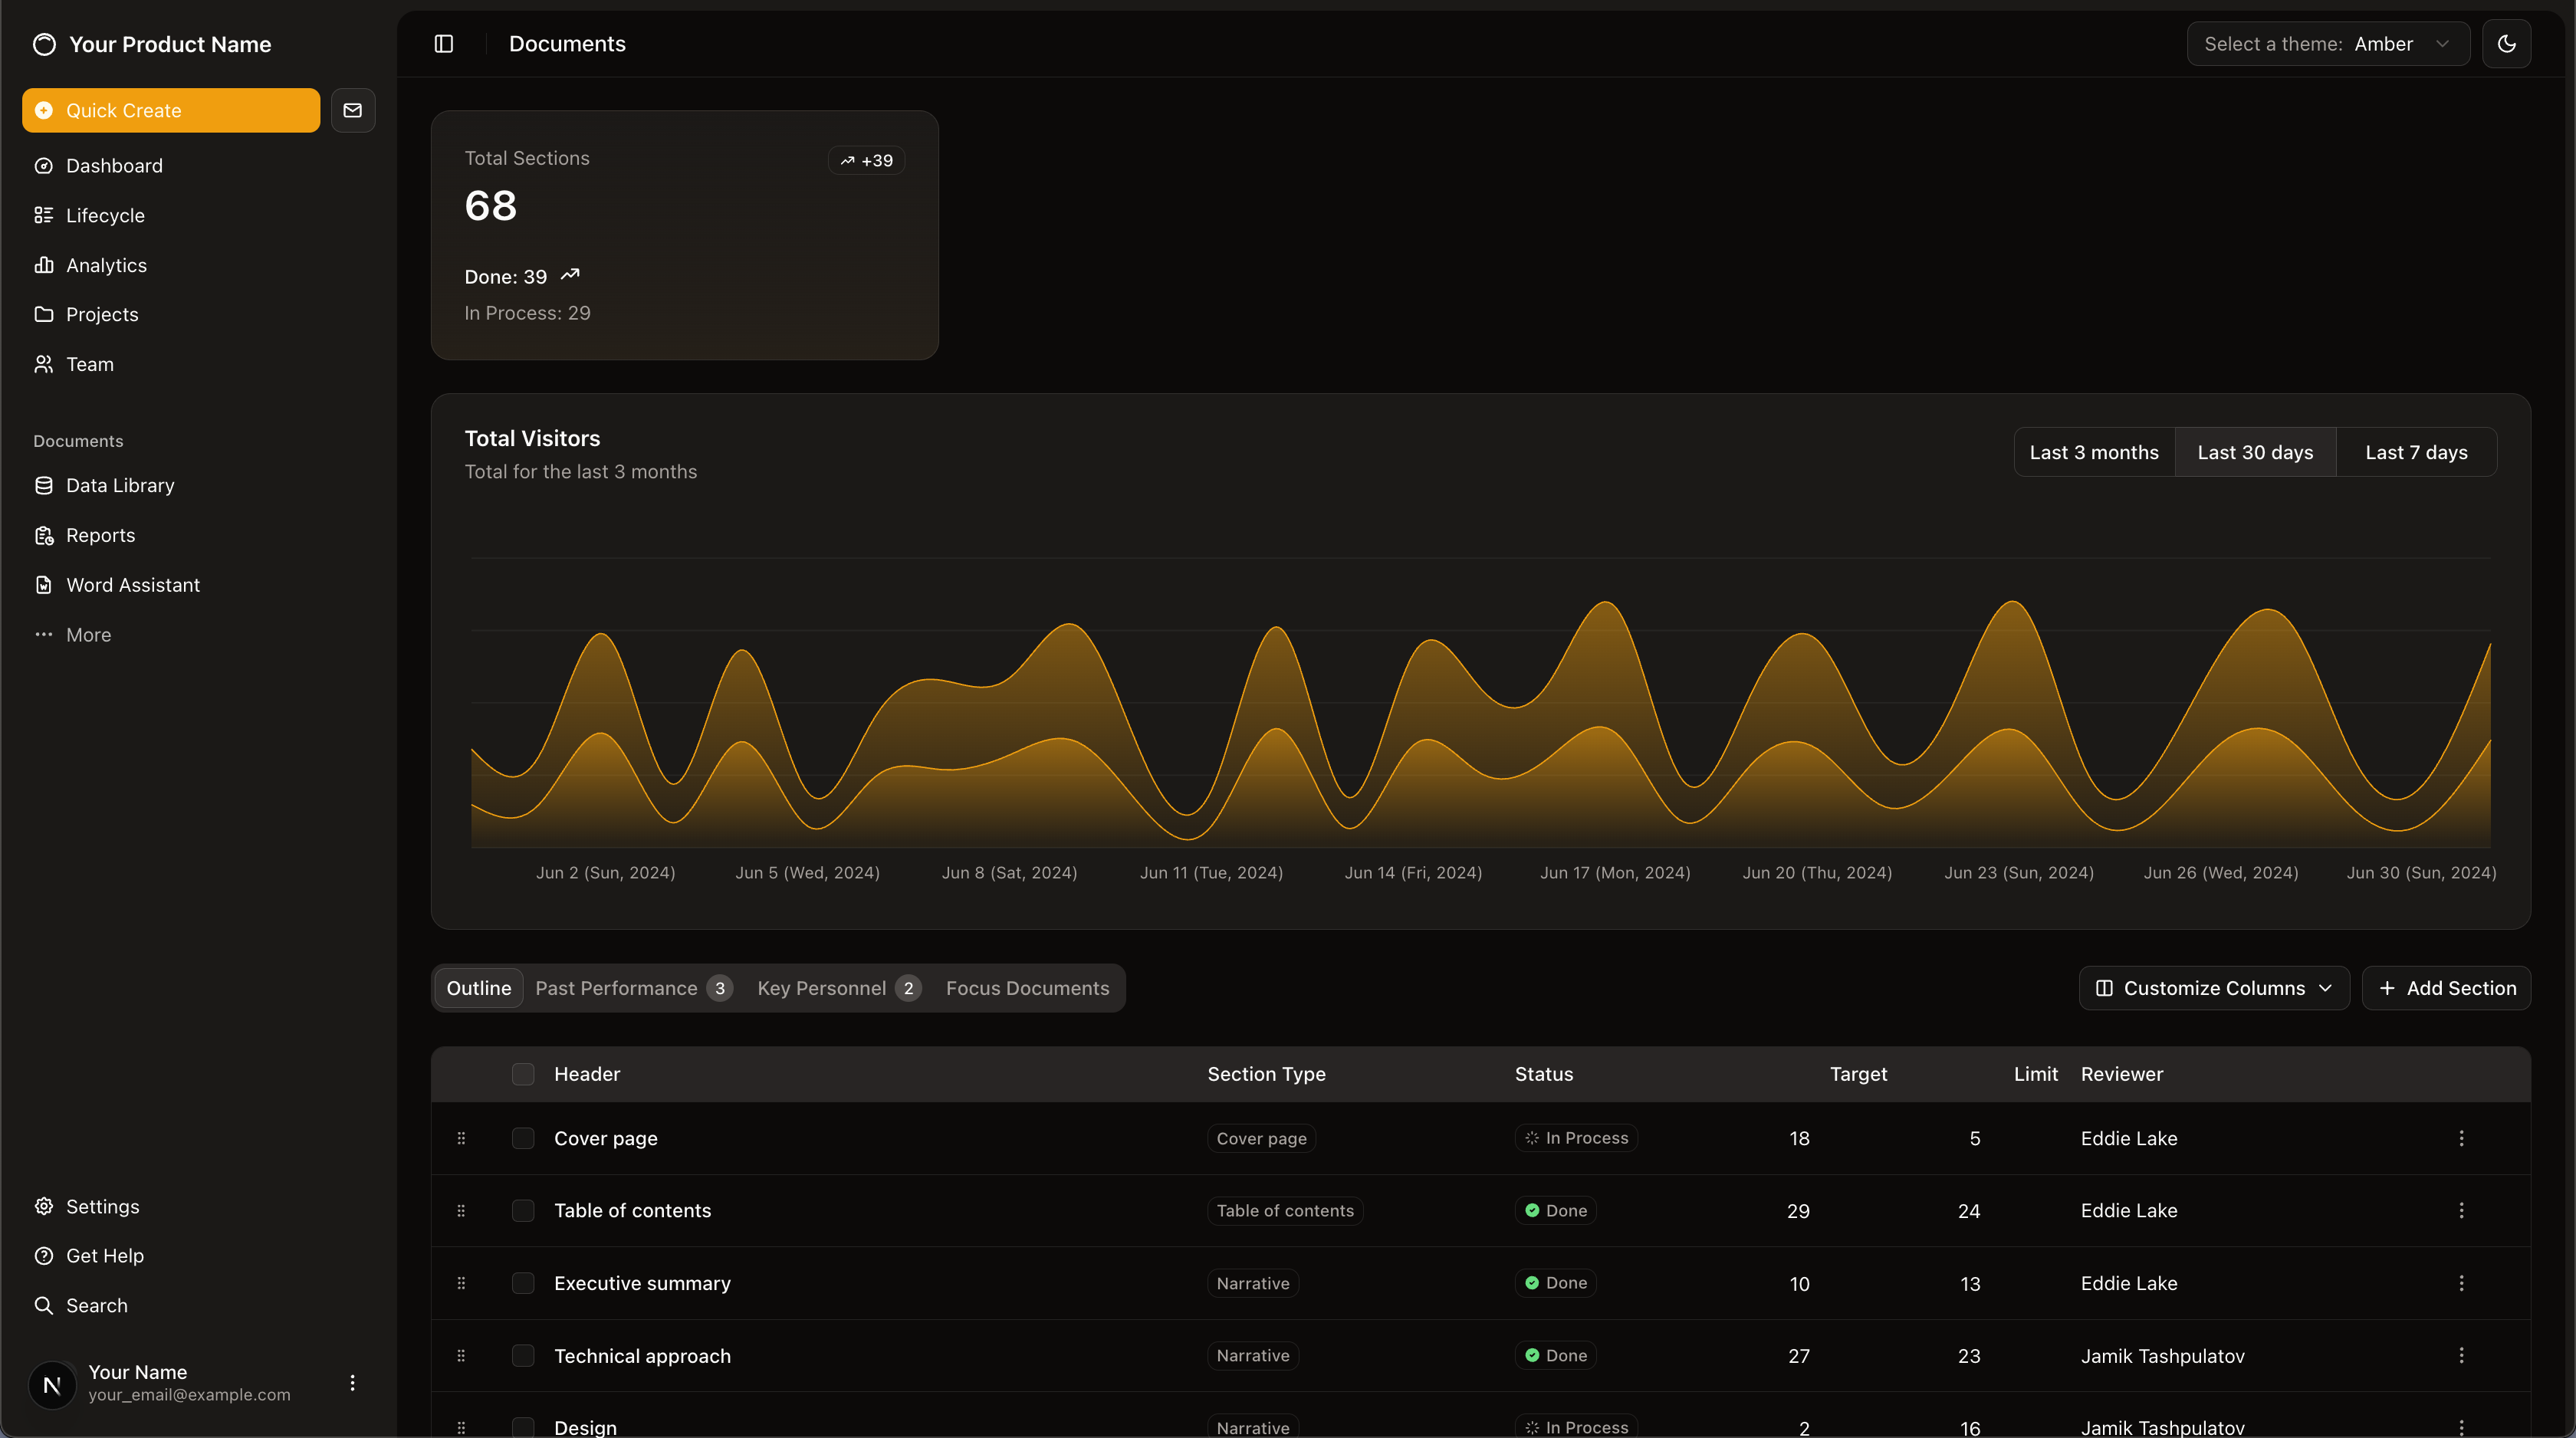 Your Product Name
Quick Create
Dashboard
Lifecycle
Analytics
Projects
Team
Documents
Data Library
Reports
Word Assistant
More
Settings
Get Help
Search
N
Your Name
your_email@example.com
Documents
Select a theme: Amber
Total Sections
+39
68
Done: 39
In Process: 29
Total Visitors
Total for the last 3 months
Last 3 months Last 30 days Last 7 days
Jun 2 (Sun, 2024) Jun 5 (Wed, 2024) Jun 8 (Sat, 2024) Jun 11 (Tue, 2024) Jun 14 (Fri, 2024) Jun 17 (Mon, 2024) Jun 20 (Thu, 2024) Jun 23 (Sun, 2024) Jun 26 (Wed, 2024) Jun 30 (Sun, 2024)
Outline Past Performance 3 Key Personnel 2 Focus Documents
Customize Columns Add Section
Header Section Type Status Target Limit Reviewer
Cover page Cover page In Process 18 5 Eddie Lake
Table of contents Table of contents Done 29 24 Eddie Lake
Executive summary Narrative Done 10 13 Eddie Lake
Technical approach Narrative Done 27 23 Jamik Tashpulatov
Design Narrative In Process 2 16 Jamik Tashpulatov